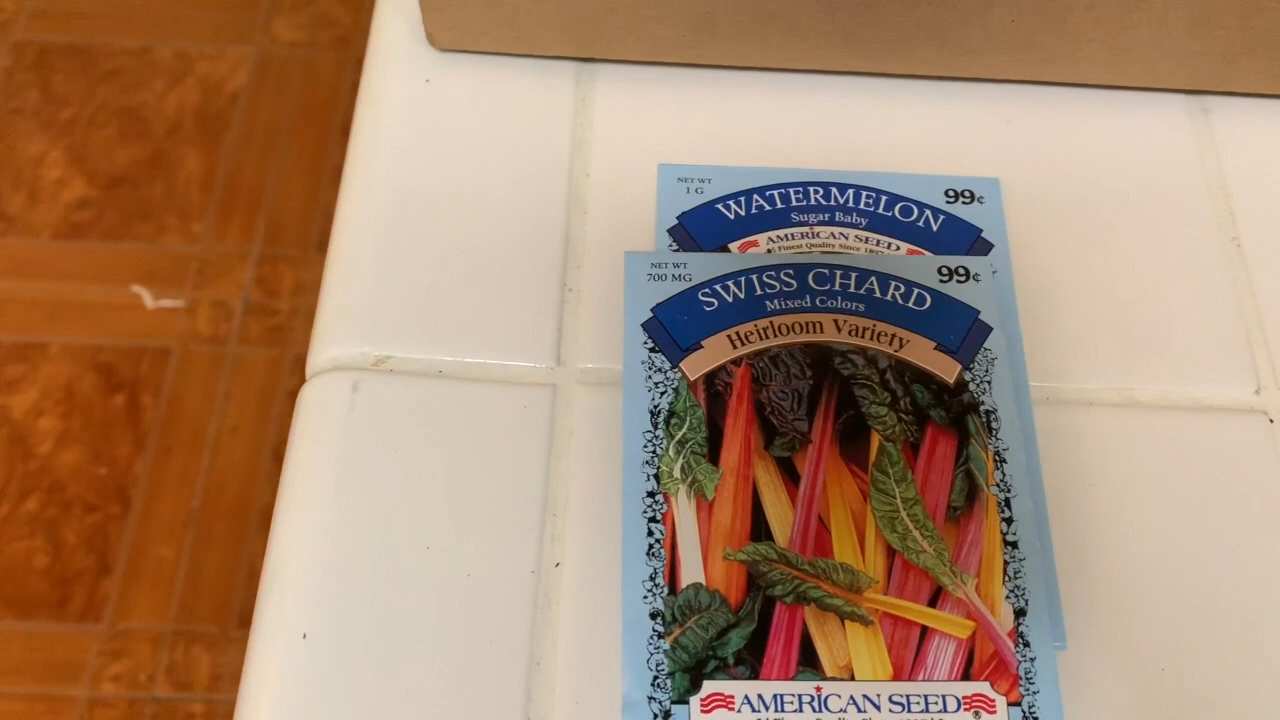 NET WT
1 G
99¢
WATERMELON
Sugar Baby
AMERICAN SEED
Finest Quality Since 1897
NET WT
700 MG
99¢
SWISS CHARD
Mixed Colors
Heirloom Variety
AMERICAN SEED®